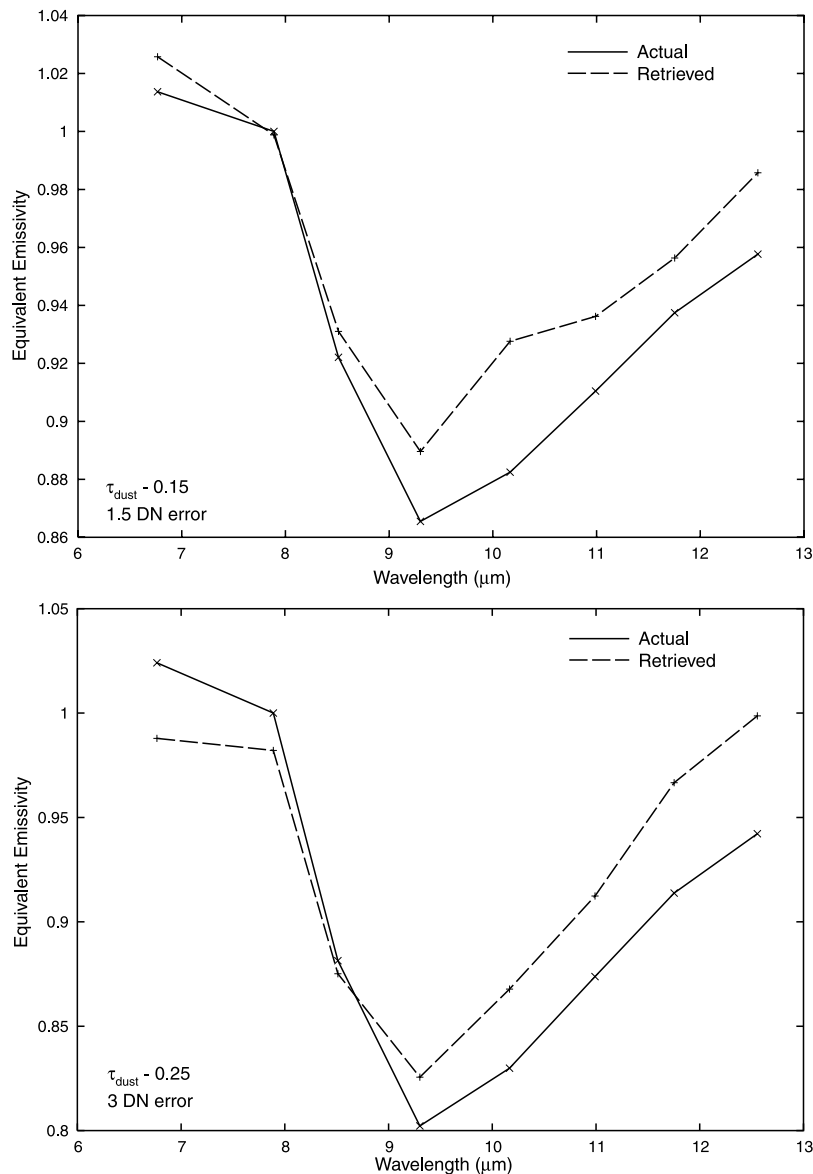 1.04
1.02
1
0.98
0.96
0.94
0.92
0.9
0.88
0.86
Equivalent Emissivity
Actual
Retrieved
τdust - 0.15
1.5 DN error
6 7 8 9 10 11 12 13
Wavelength (μm)
1.05
1
0.95
0.9
0.85
0.8
Equivalent Emissivity
Actual
Retrieved
τdust - 0.25
3 DN error
6 7 8 9 10 11 12 13
Wavelength (μm)